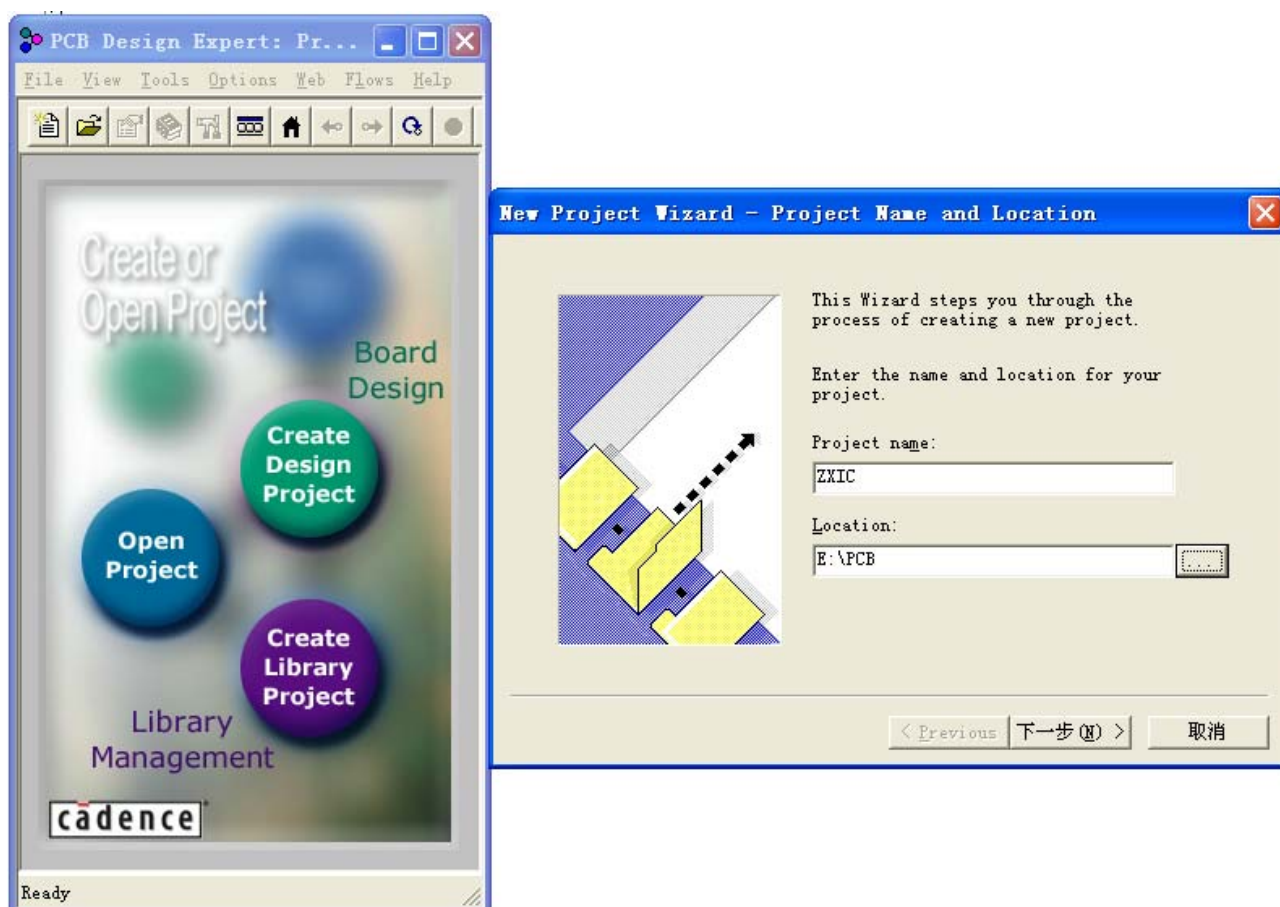 PCB Design Expert: Pr...
File View Tools Options Web Flows Help
Create or
Open Project
Board
Design
Create
Design
Project
Open
Project
Create
Library
Project
Library
Management
cādence
Ready
New Project Wizard - Project Name and Location
This Wizard steps you through the
process of creating a new project.
Enter the name and location for your
project.
Project name:
ZXIC
Location:
E:\PCB
...
< Previous 下一步(N) > 取消